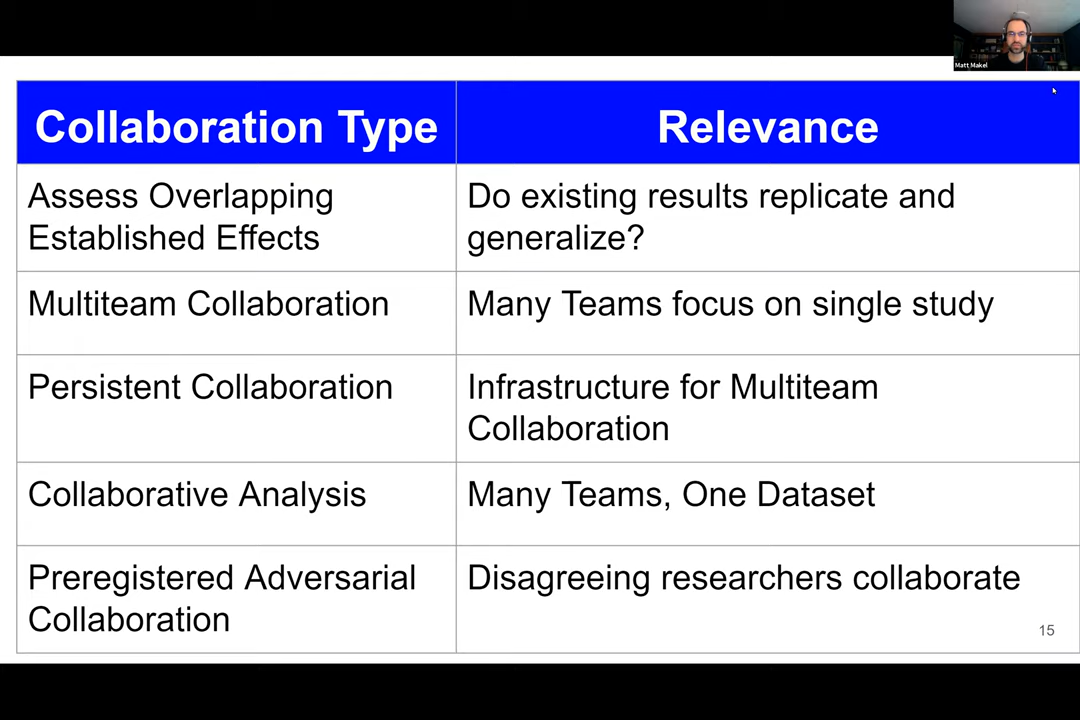 Matt Makel
Collaboration Type
Relevance
Assess Overlapping
Established Effects
Do existing results replicate and
generalize?
Multiteam Collaboration
Many Teams focus on single study
Persistent Collaboration
Infrastructure for Multiteam
Collaboration
Collaborative Analysis
Many Teams, One Dataset
Preregistered Adversarial
Collaboration
Disagreeing researchers collaborate
15